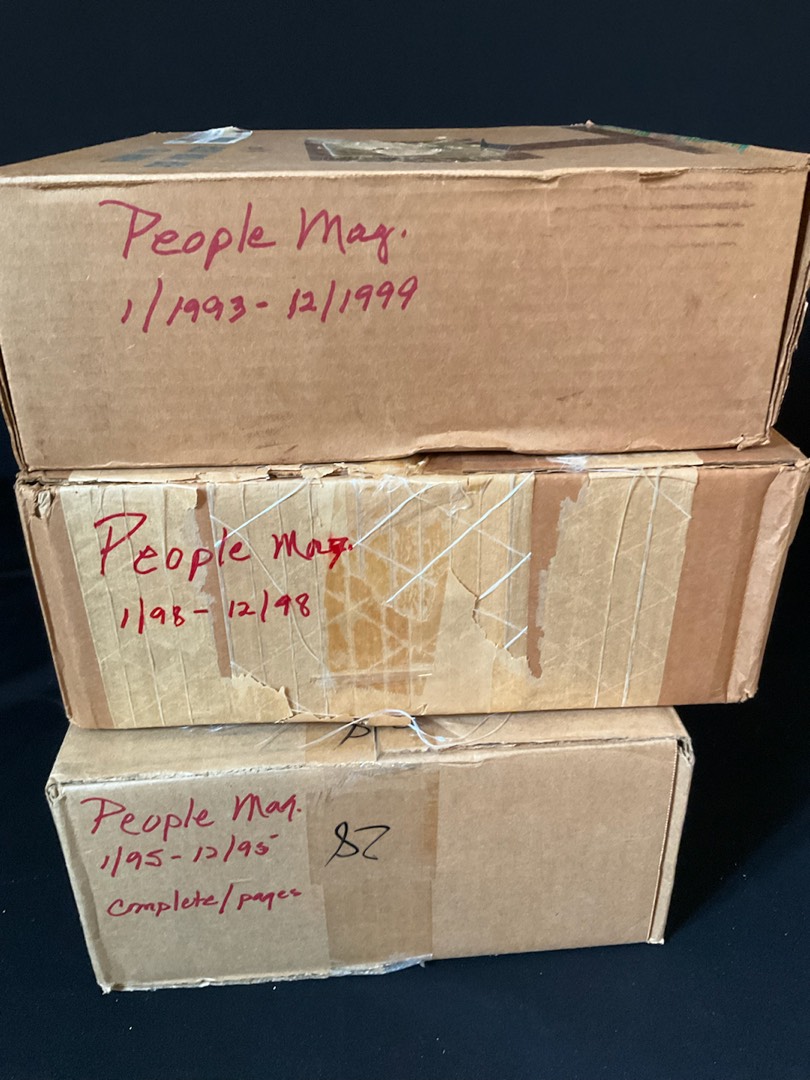 People Mag.
1/1993 - 12/1999
People Mag.
1/98 - 12/98
People Mag.
1/95 - 12/95
complete/pages